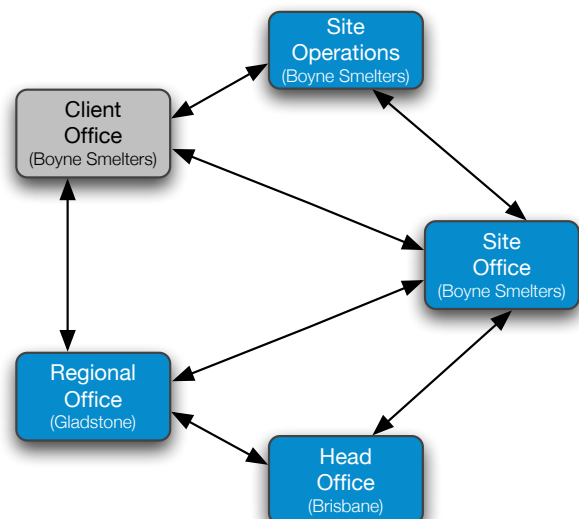 Site
Operations
(Boyne Smelters)
Client
Office
(Boyne Smelters)
Site
Office
(Boyne Smelters)
Regional
Office
(Gladstone)
Head
Office
(Brisbane)